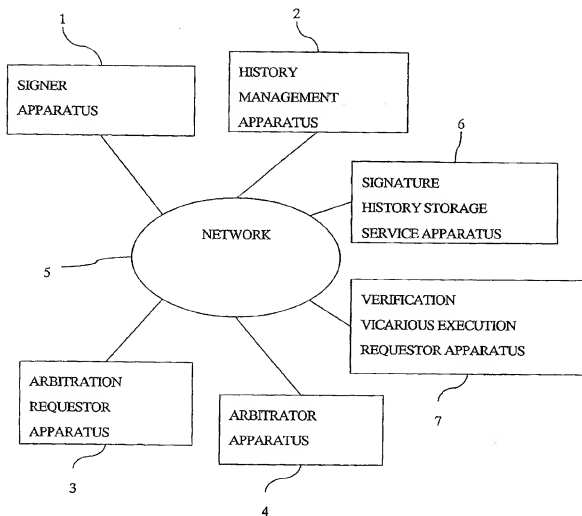 1
SIGNER
APPARATUS
2
HISTORY
MANAGEMENT
APPARATUS
6
SIGNATURE
HISTORY STORAGE
SERVICE APPARATUS
NETWORK
5
VERIFICATION
VICARIOUS EXECUTION
REQUESTOR APPARATUS
7
ARBITRATION
REQUESTOR
APPARATUS
3
ARBITRATOR
APPARATUS
4